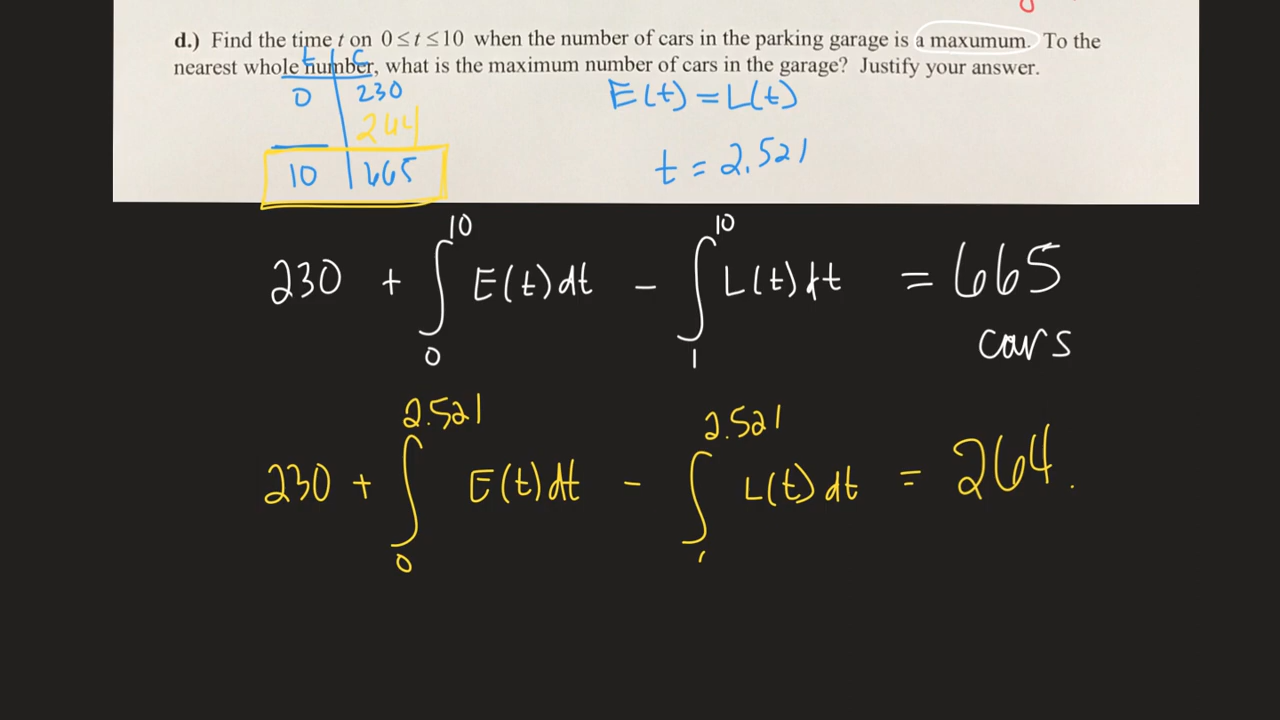 d.) Find the time t on 0≤t≤10 when the number of cars in the parking garage is a maxumum. To the
nearest whole number, what is the maximum number of cars in the garage? Justify your answer.
t | C
0 | 230
264
10 | 665
E(t) = L(t)
t = 2.521
230 + ∫₀¹⁰ E(t) dt − ∫₁¹⁰ L(t) dt = 665
cars
230 + ∫₀^2.521 E(t) dt − ∫₁^2.521 L(t) dt = 264.